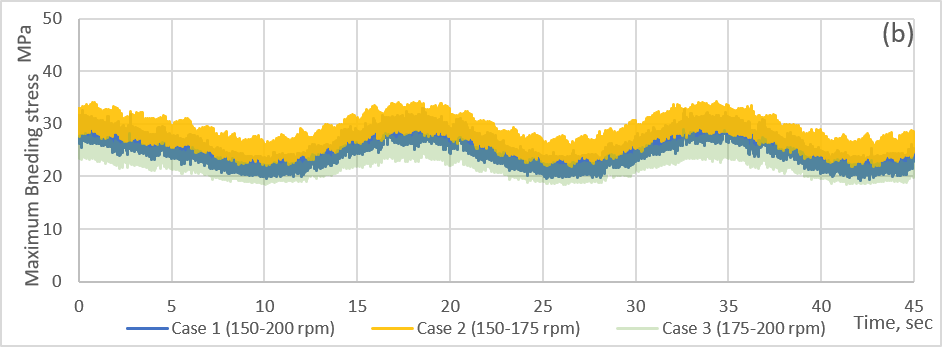 (b)
Maximum Bneding stress MPa
50
40
30
20
10
0
0 5 10 15 20 25 30 35 40 45
Time, sec
Case 1 (150-200 rpm) Case 2 (150-175 rpm) Case 3 (175-200 rpm)